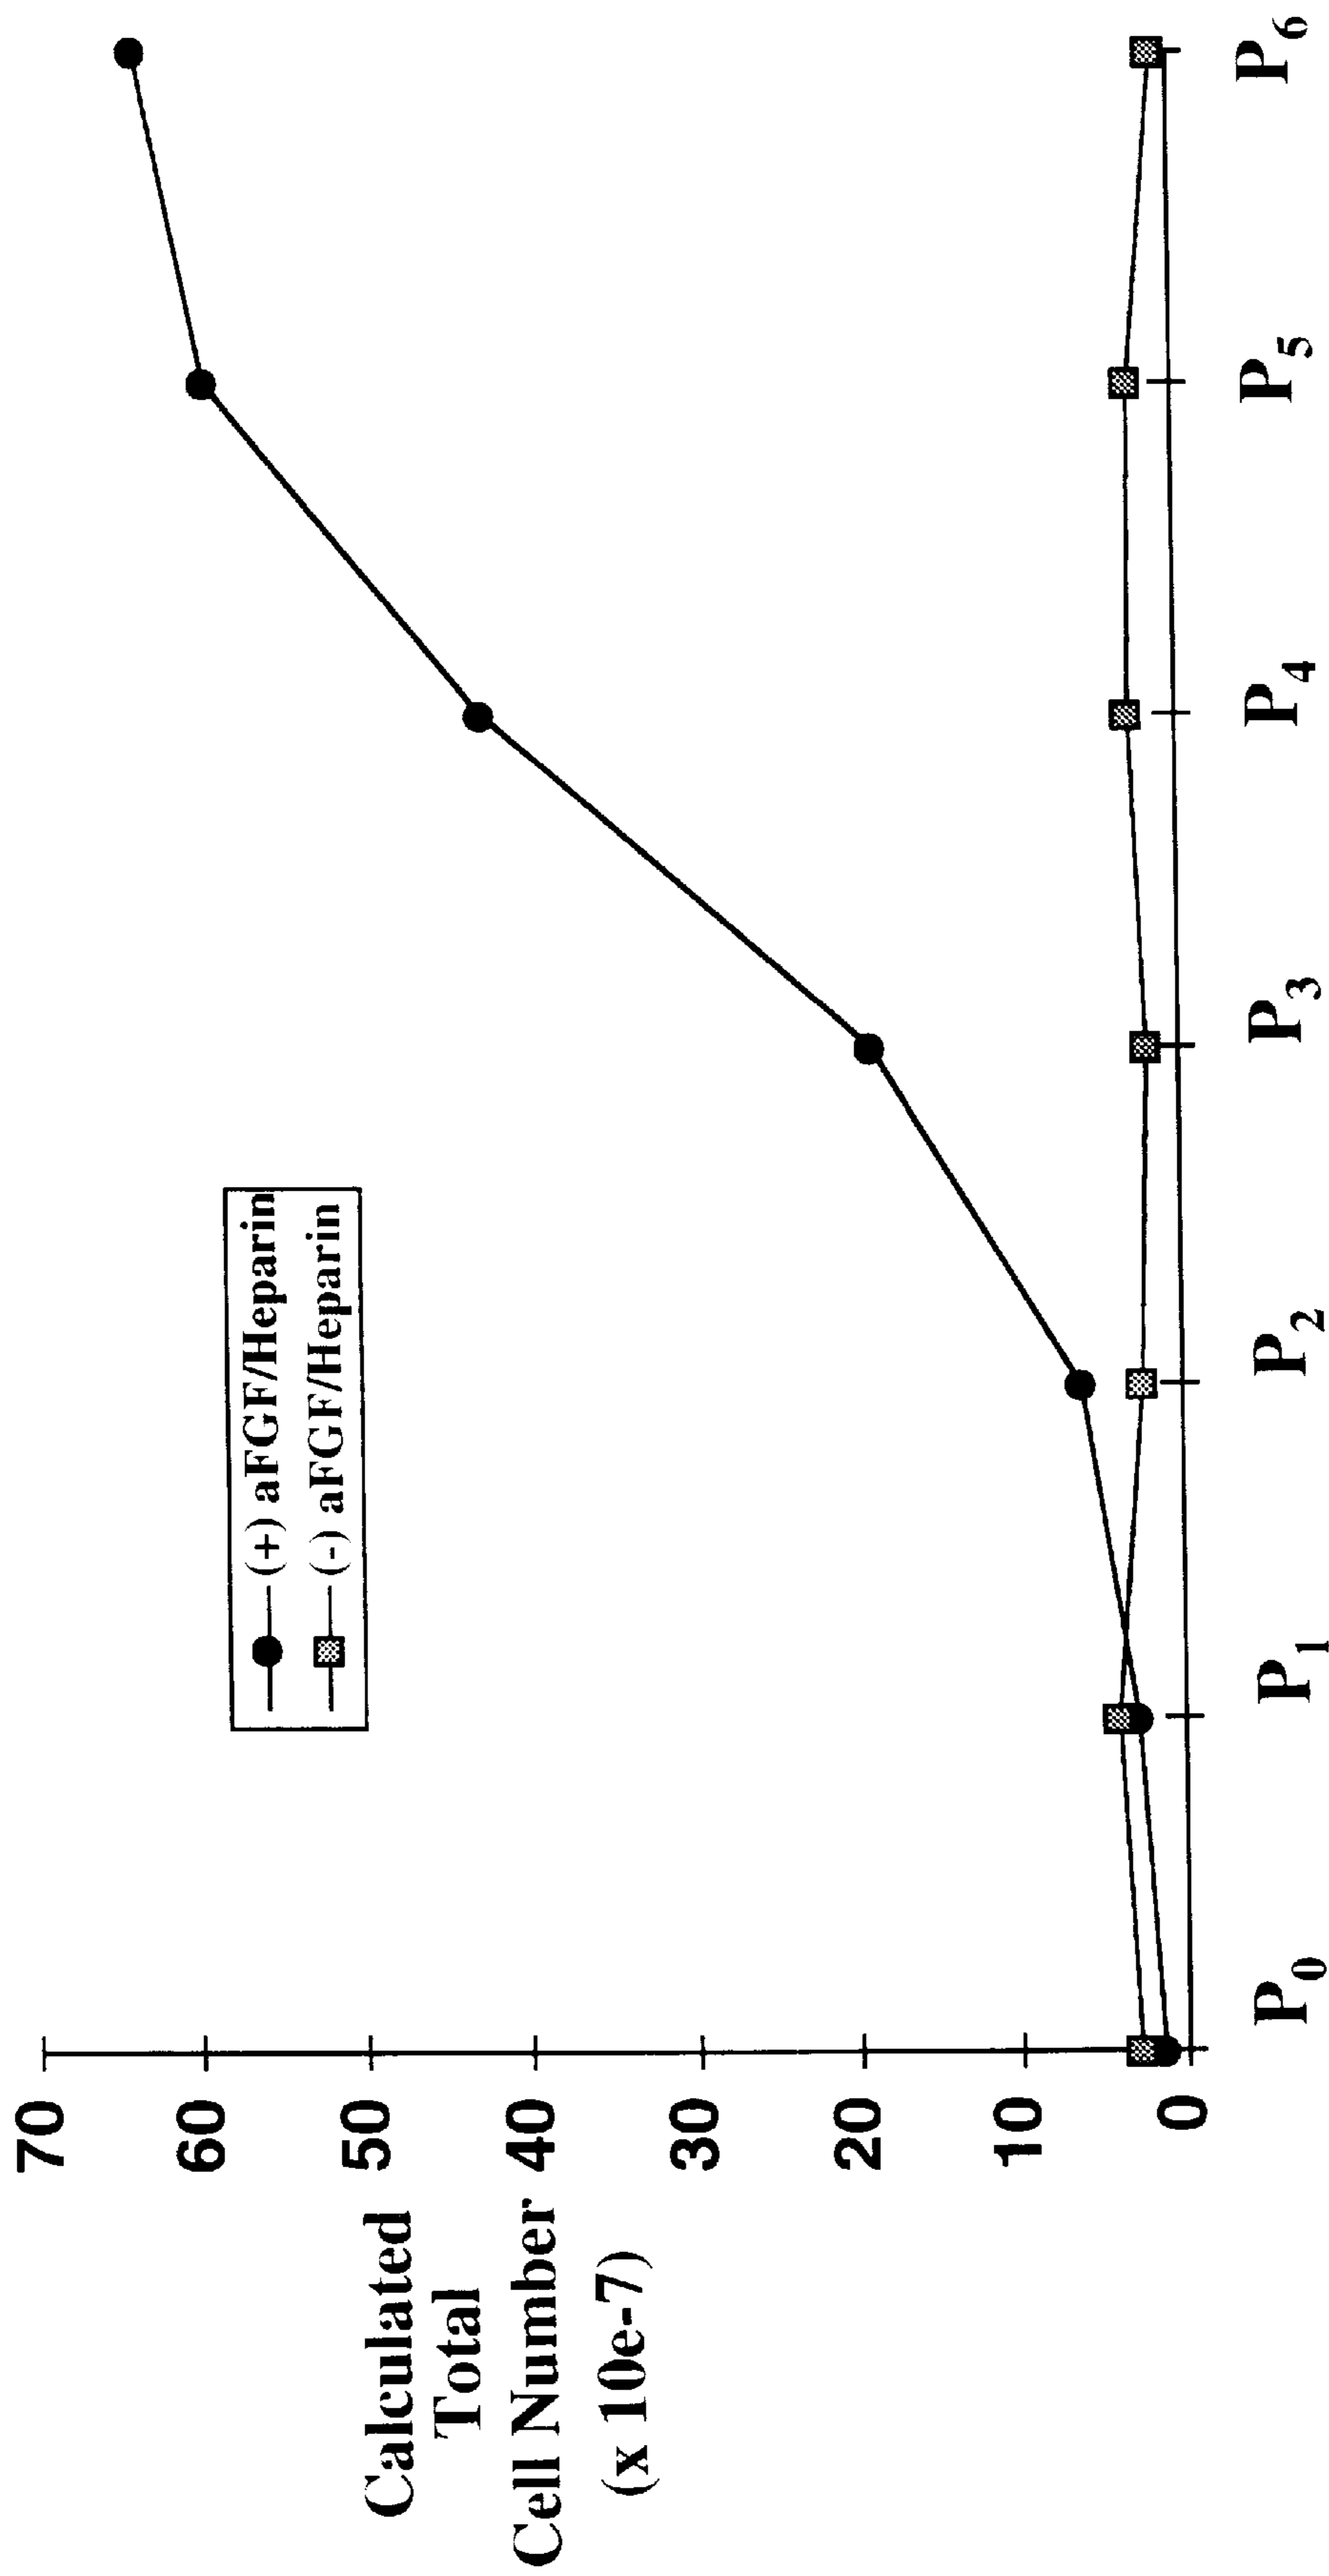 70
60
50
40
30
20
10
0
Calculated
Total
Cell Number
(x 10e-7)
(+) aFGF/Heparin
(-) aFGF/Heparin
P0 P1 P2 P3 P4 P5 P6